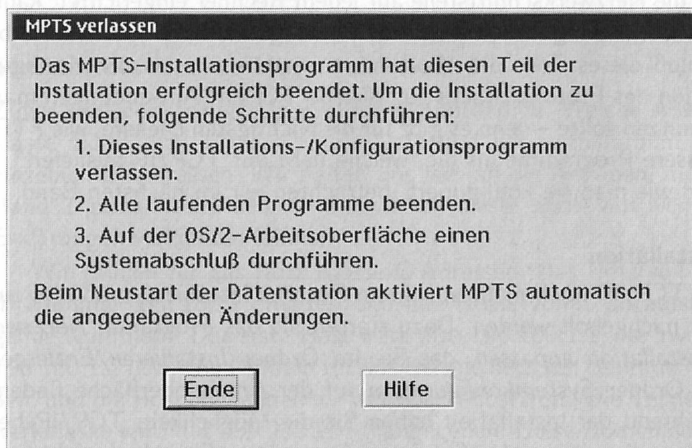 MPTS verlassen
Das MPTS-Installationsprogramm hat diesen Teil der
Installation erfolgreich beendet. Um die Installation zu
beenden, folgende Schritte durchführen:
1. Dieses Installations-/Konfigurationsprogramm
verlassen.
2. Alle laufenden Programme beenden.
3. Auf der OS/2-Arbeitsoberfläche einen
Systemabschluß durchführen.
Beim Neustart der Datenstation aktiviert MPTS automatisch
die angegebenen Änderungen.
Ende
Hilfe